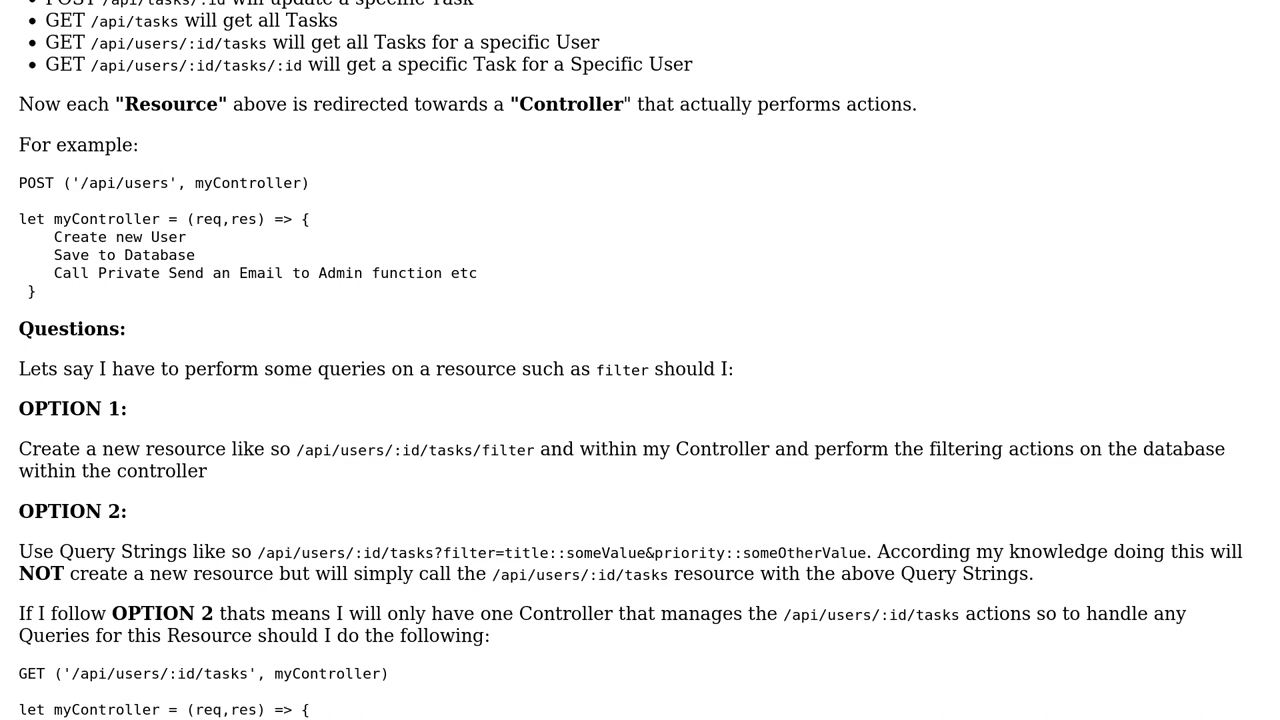 POST /api/tasks/:id will update a specific Task
GET /api/tasks will get all Tasks
GET /api/users/:id/tasks will get all Tasks for a specific User
GET /api/users/:id/tasks/:id will get a specific Task for a Specific User
Now each "Resource" above is redirected towards a "Controller" that actually performs actions.
For example:
POST ('/api/users', myController)
let myController = (req,res) => {
    Create new User
    Save to Database
    Call Private Send an Email to Admin function etc
 }
Questions:
Lets say I have to perform some queries on a resource such as filter should I:
OPTION 1:
Create a new resource like so /api/users/:id/tasks/filter and within my Controller and perform the filtering actions on the database
within the controller
OPTION 2:
Use Query Strings like so /api/users/:id/tasks?filter=title::someValue&priority::someOtherValue. According my knowledge doing this will
NOT create a new resource but will simply call the /api/users/:id/tasks resource with the above Query Strings.
If I follow OPTION 2 thats means I will only have one Controller that manages the /api/users/:id/tasks actions so to handle any
Queries for this Resource should I do the following:
GET ('/api/users/:id/tasks', myController)
let myController = (req,res) => {